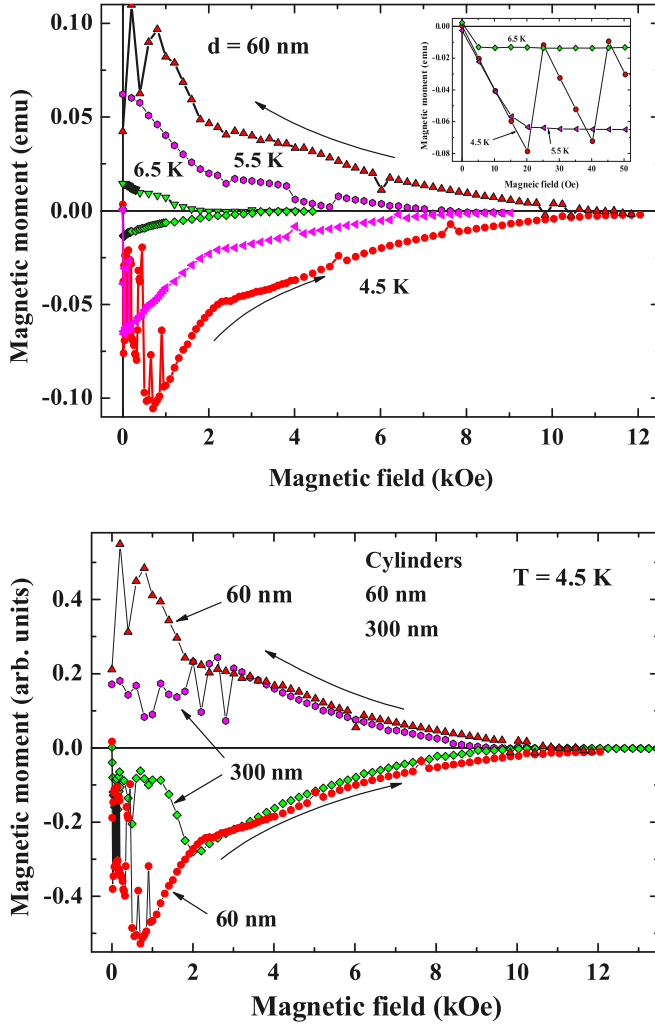 d = 60 nm
6.5 K
5.5 K
4.5 K
0.10
0.05
0.00
-0.05
-0.10
Magnetic moment (emu)
0
2
4
6
8
10
12
Magnetic field (kOe)
0.00
-0.02
-0.04
-0.06
-0.08
Magnetic moment (emu)
6.5 K
4.5 K
5.5 K
0
10
20
30
40
50
Magneic field (Oe)
Cylinders
60 nm
300 nm
T = 4.5 K
60 nm
300 nm
60 nm
0.4
0.2
0.0
-0.2
-0.4
Magnetic moment (arb. units)
0
2
4
6
8
10
12
Magnetic field (kOe)